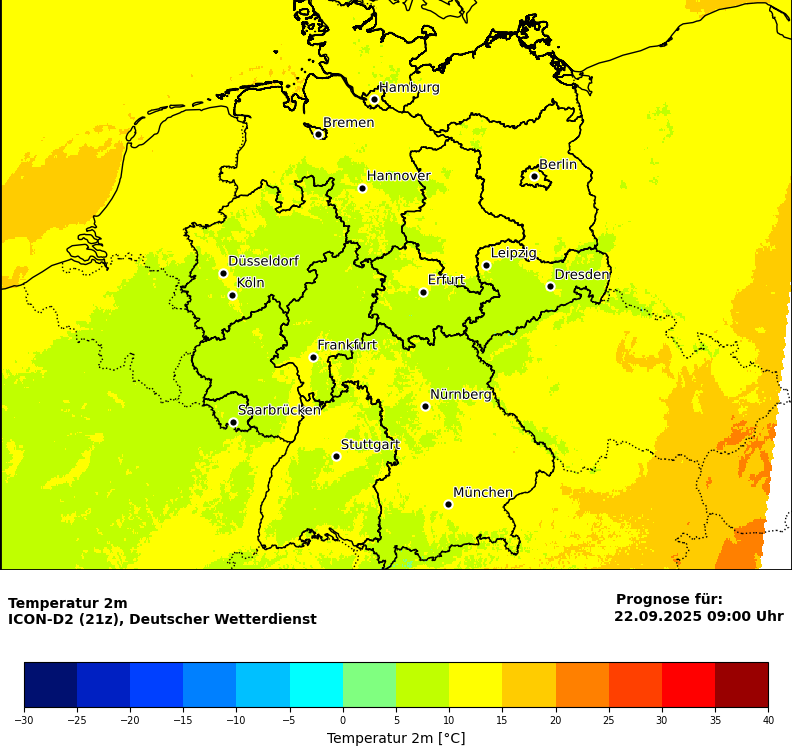 Hamburg
Bremen
Berlin
Hannover
Leipzig
Düsseldorf
Dresden
Köln
Erfurt
Frankfurt
Nürnberg
Saarbrücken
Stuttgart
München
Temperatur 2m
ICON-D2 (21z), Deutscher Wetterdienst
Prognose für:
22.09.2025 09:00 Uhr
−30 −25 −20 −15 −10 −5 0 5 10 15 20 25 30 35 40
Temperatur 2m [°C]